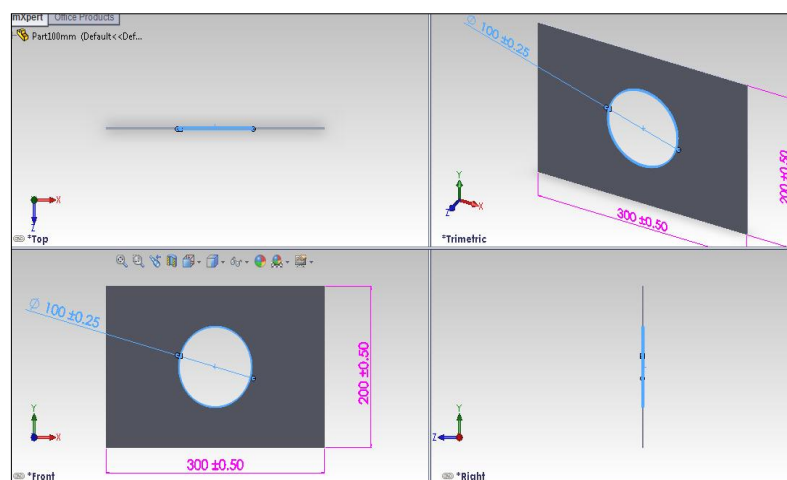 mXpert Office Products
Part100mm (Default<<Def...
X
Z
*Top
Ø 100 ±0.25
200 ±0.50
300 ±0.50
Y
Z
X
*Trimetric
Ø 100 ±0.25
200 ±0.50
300 ±0.50
Y
X
*Front
Y
Z
*Right